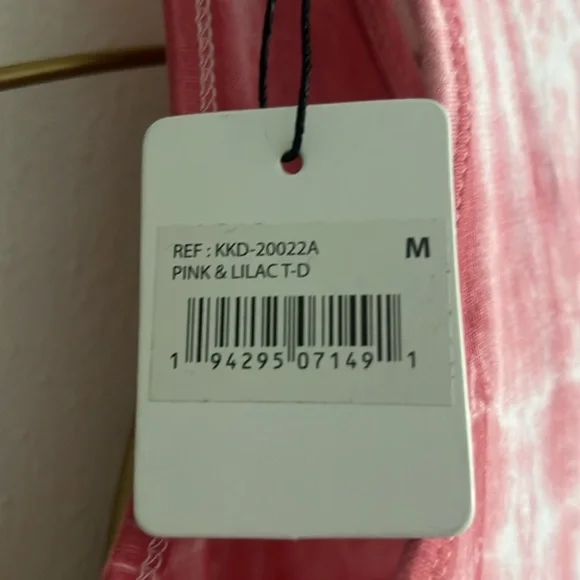 REF : KKD-20022A M
PINK & LILAC T-D
1 94295 07149 1